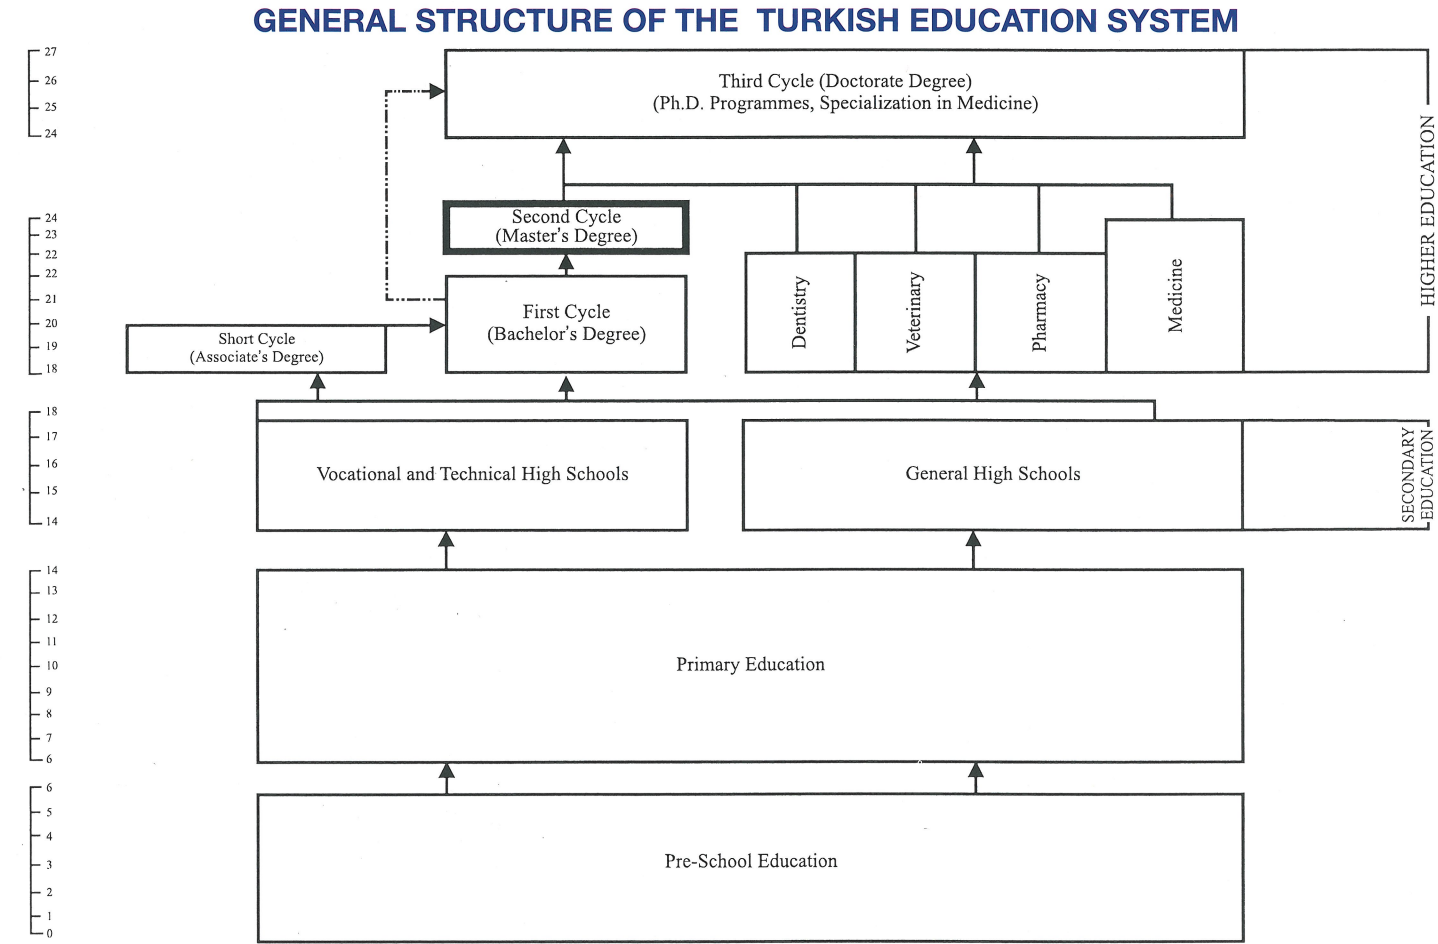 GENERAL STRUCTURE OF THE TURKISH EDUCATION SYSTEM
27
26
25
24
Third Cycle (Doctorate Degree)
(Ph.D. Programmes, Specialization in Medicine)
HIGHER EDUCATION
24
23
22
22
21
20
19
18
Second Cycle
(Master's Degree)
First Cycle
(Bachelor's Degree)
Short Cycle
(Associate's Degree)
Dentistry
Veterinary
Pharmacy
Medicine
18
17
16
15
14
Vocational and Technical High Schools
General High Schools
SECONDARY
EDUCATION
14
13
12
11
10
9
8
7
6
Primary Education
6
5
4
3
2
1
0
Pre-School Education